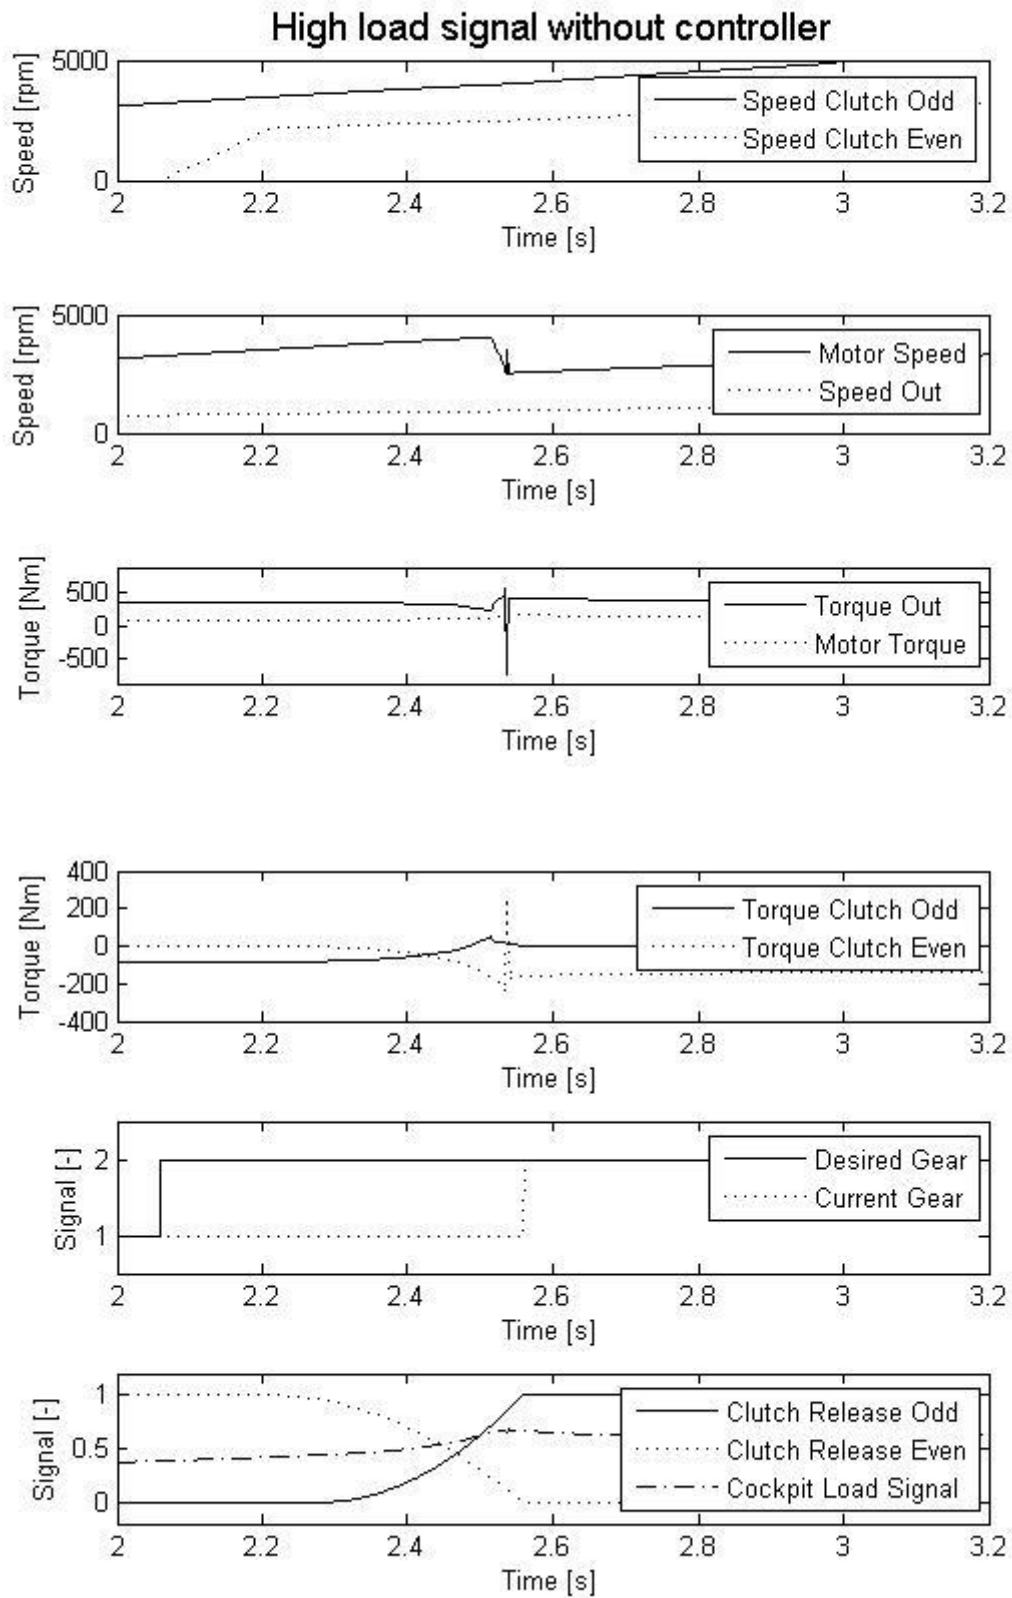 High load signal without controller
Speed [rpm]
5000
0
Speed Clutch Odd
Speed Clutch Even
2 2.2 2.4 2.6 2.8 3 3.2
Time [s]
Speed [rpm]
5000
0
Motor Speed
Speed Out
2 2.2 2.4 2.6 2.8 3 3.2
Time [s]
Torque [Nm]
500
0
-500
Torque Out
Motor Torque
2 2.2 2.4 2.6 2.8 3 3.2
Time [s]
Torque [Nm]
400
200
0
-200
-400
Torque Clutch Odd
Torque Clutch Even
2 2.2 2.4 2.6 2.8 3 3.2
Time [s]
Signal [-]
2
1
Desired Gear
Current Gear
2 2.2 2.4 2.6 2.8 3 3.2
Time [s]
Signal [-]
1
0.5
0
Clutch Release Odd
Clutch Release Even
Cockpit Load Signal
2 2.2 2.4 2.6 2.8 3 3.2
Time [s]